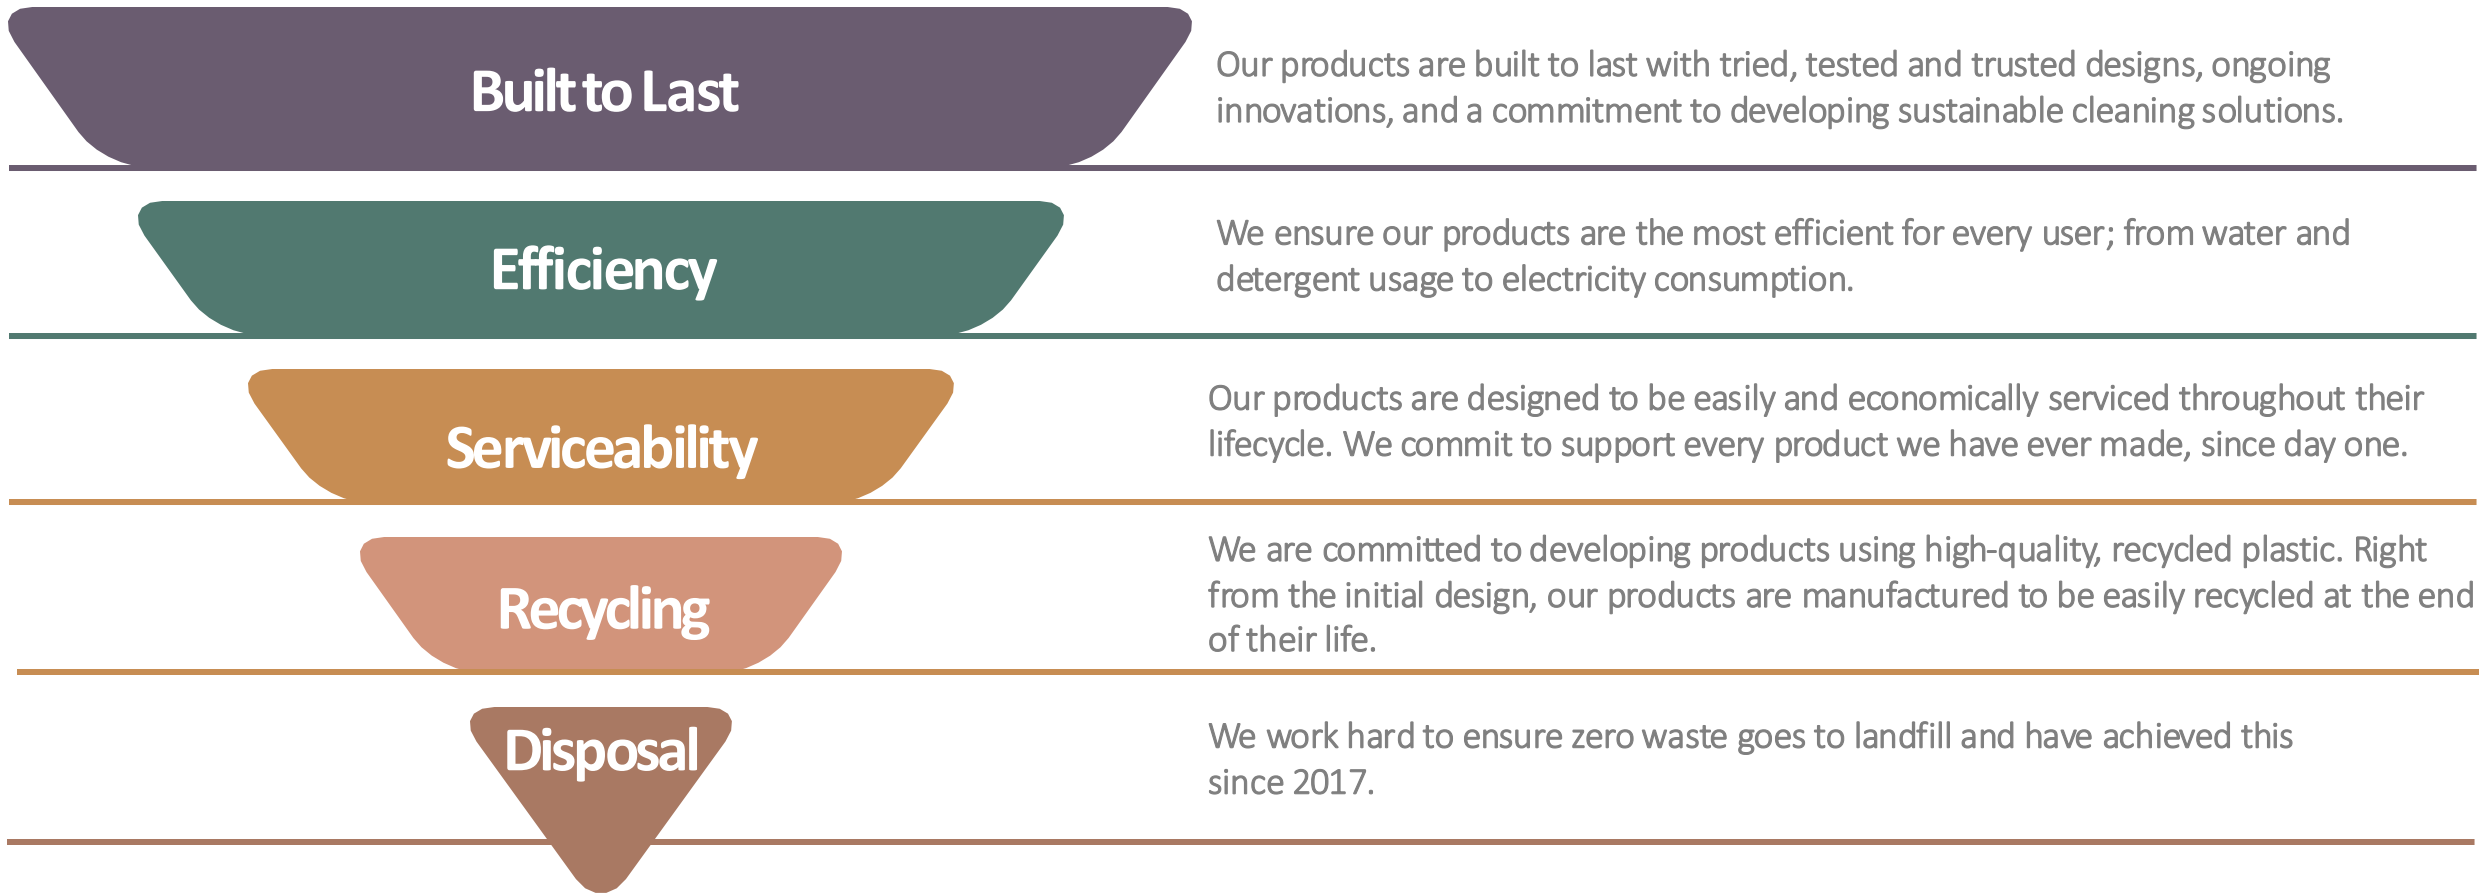 Built to Last
Our products are built to last with tried, tested and trusted designs, ongoing
innovations, and a commitment to developing sustainable cleaning solutions.
Efficiency
We ensure our products are the most efficient for every user; from water and
detergent usage to electricity consumption.
Serviceability
Our products are designed to be easily and economically serviced throughout their
lifecycle. We commit to support every product we have ever made, since day one.
Recycling
We are committed to developing products using high-quality, recycled plastic. Right
from the initial design, our products are manufactured to be easily recycled at the end
of their life.
Disposal
We work hard to ensure zero waste goes to landfill and have achieved this
since 2017.